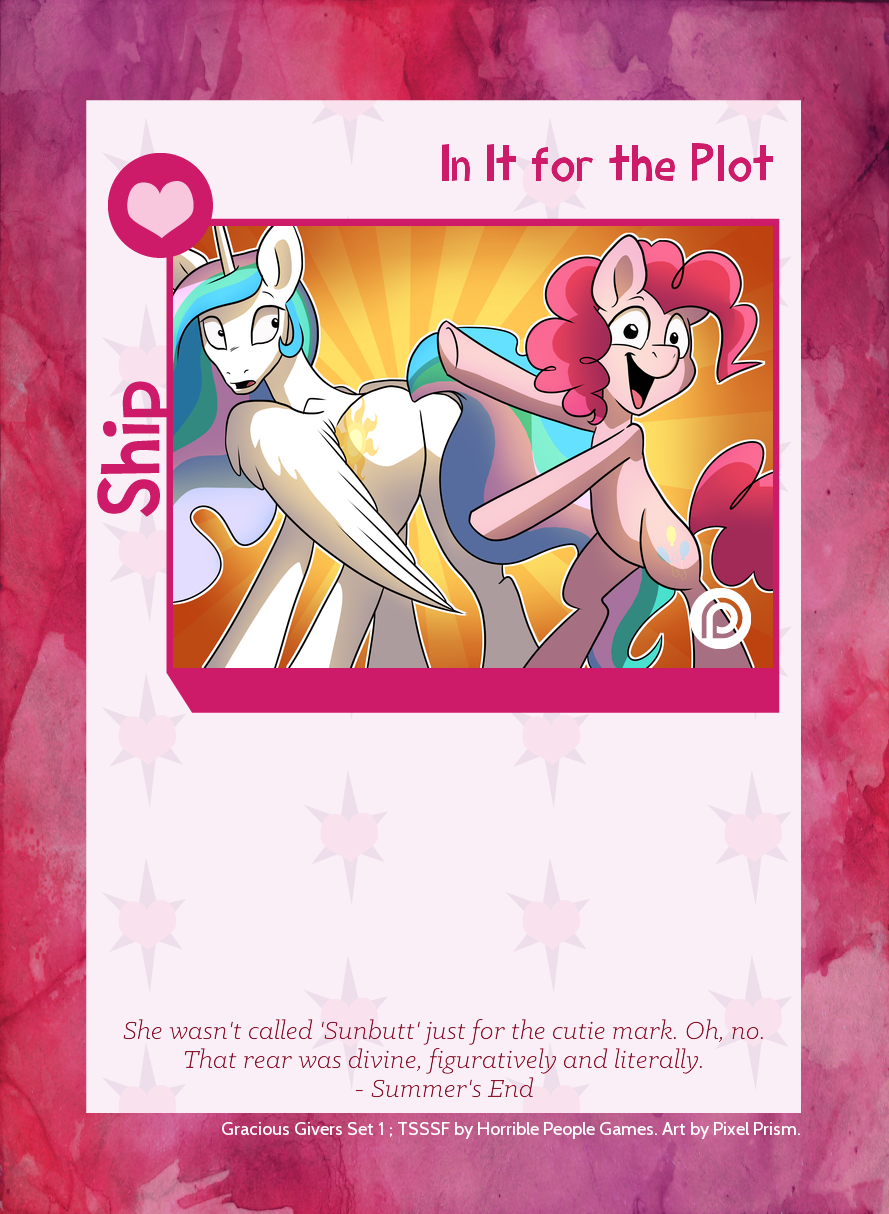 In It for the Plot
Ship
She wasn't called 'Sunbutt' just for the cutie mark. Oh, no.
That rear was divine, figuratively and literally.
- Summer's End
Gracious Givers Set 1 ; TSSSF by Horrible People Games. Art by Pixel Prism.